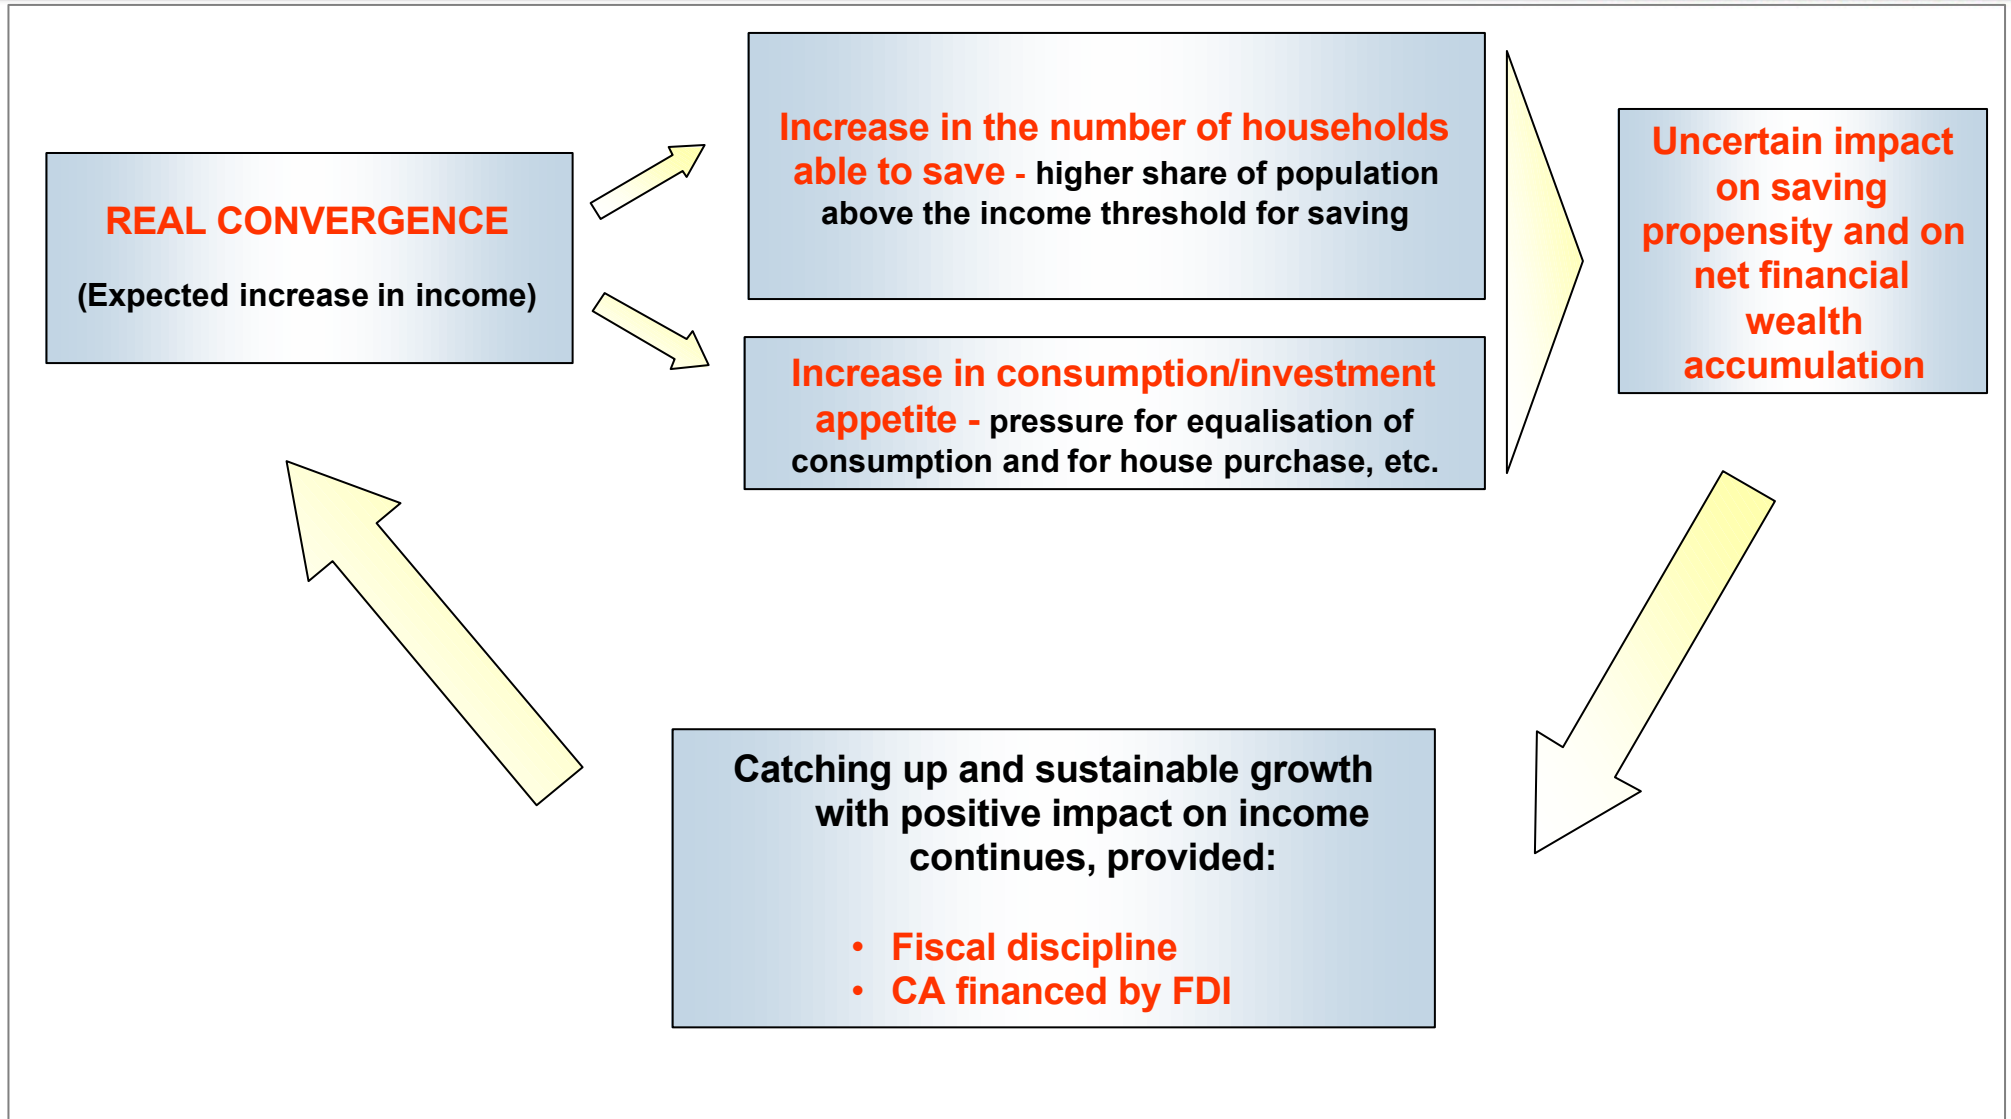 REAL CONVERGENCE
(Expected increase in income)
Increase in the number of households
able to save - higher share of population
above the income threshold for saving
Increase in consumption/investment
appetite - pressure for equalisation of
consumption and for house purchase, etc.
Uncertain impact
on saving
propensity and on
net financial
wealth
accumulation
Catching up and sustainable growth
with positive impact on income
continues, provided:
• Fiscal discipline
• CA financed by FDI